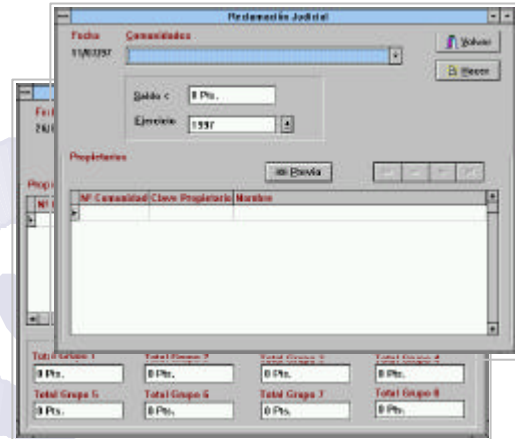 Reclamación Judicial
Fecha
Comunidades
11/03/97
Volver
Hacer
Saldo <
0 Pts.
Ejercicio
1997
Propietarios
Previa
Nº Comunidad
Clave Propietario
Nombre
Total Grupo 1
Total Grupo 2
Total Grupo 3
Total Grupo 4
0 Pts.
0 Pts.
0 Pts.
0 Pts.
Total Grupo 5
Total Grupo 6
Total Grupo 7
Total Grupo 8
0 Pts.
0 Pts.
0 Pts.
0 Pts.